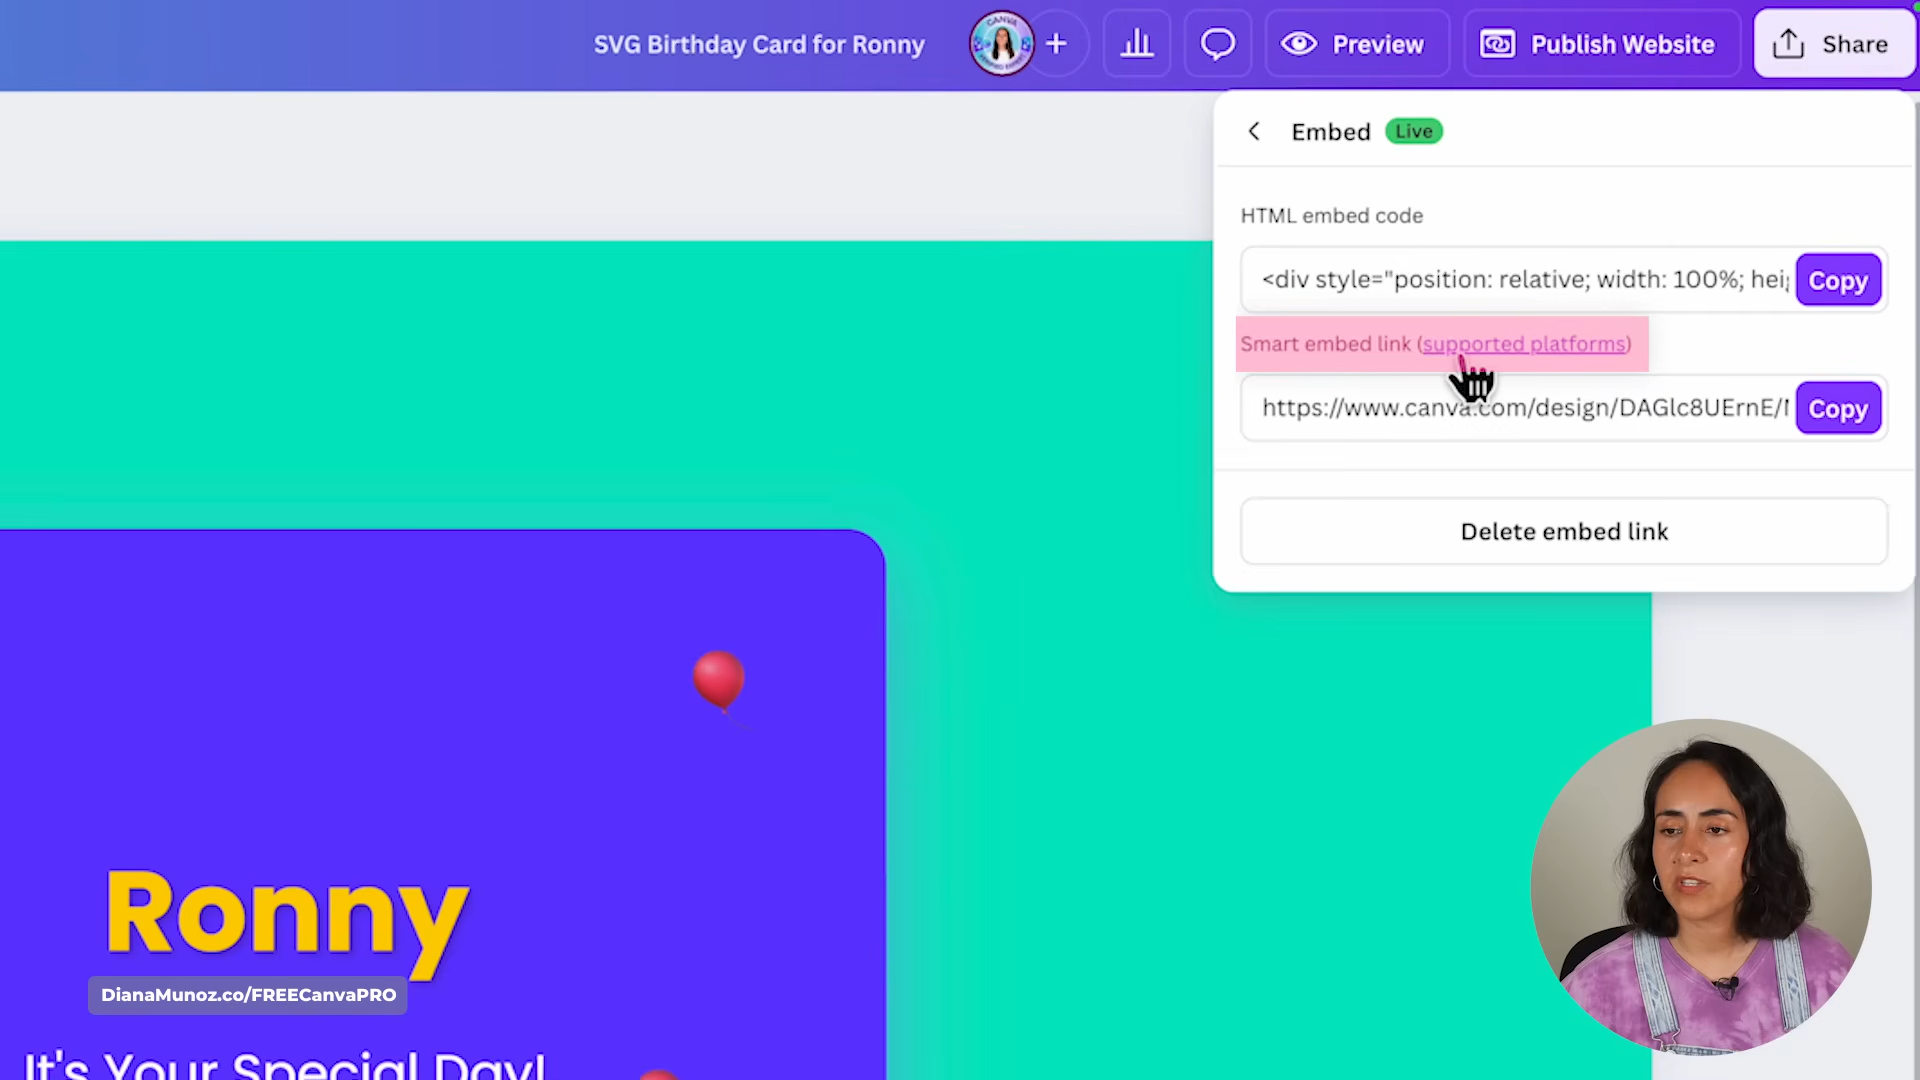 SVG Birthday Card for Ronny
Preview
Publish Website
Share
Embed Live
HTML embed code
<div style="position: relative; width: 100%; hei
Copy
Smart embed link (supported platforms)
https://www.canva.com/design/DAGlc8UErnE/
Copy
Delete embed link
Ronny
DianaMunoz.co/FREECanvaPRO
It's Your Special Day!